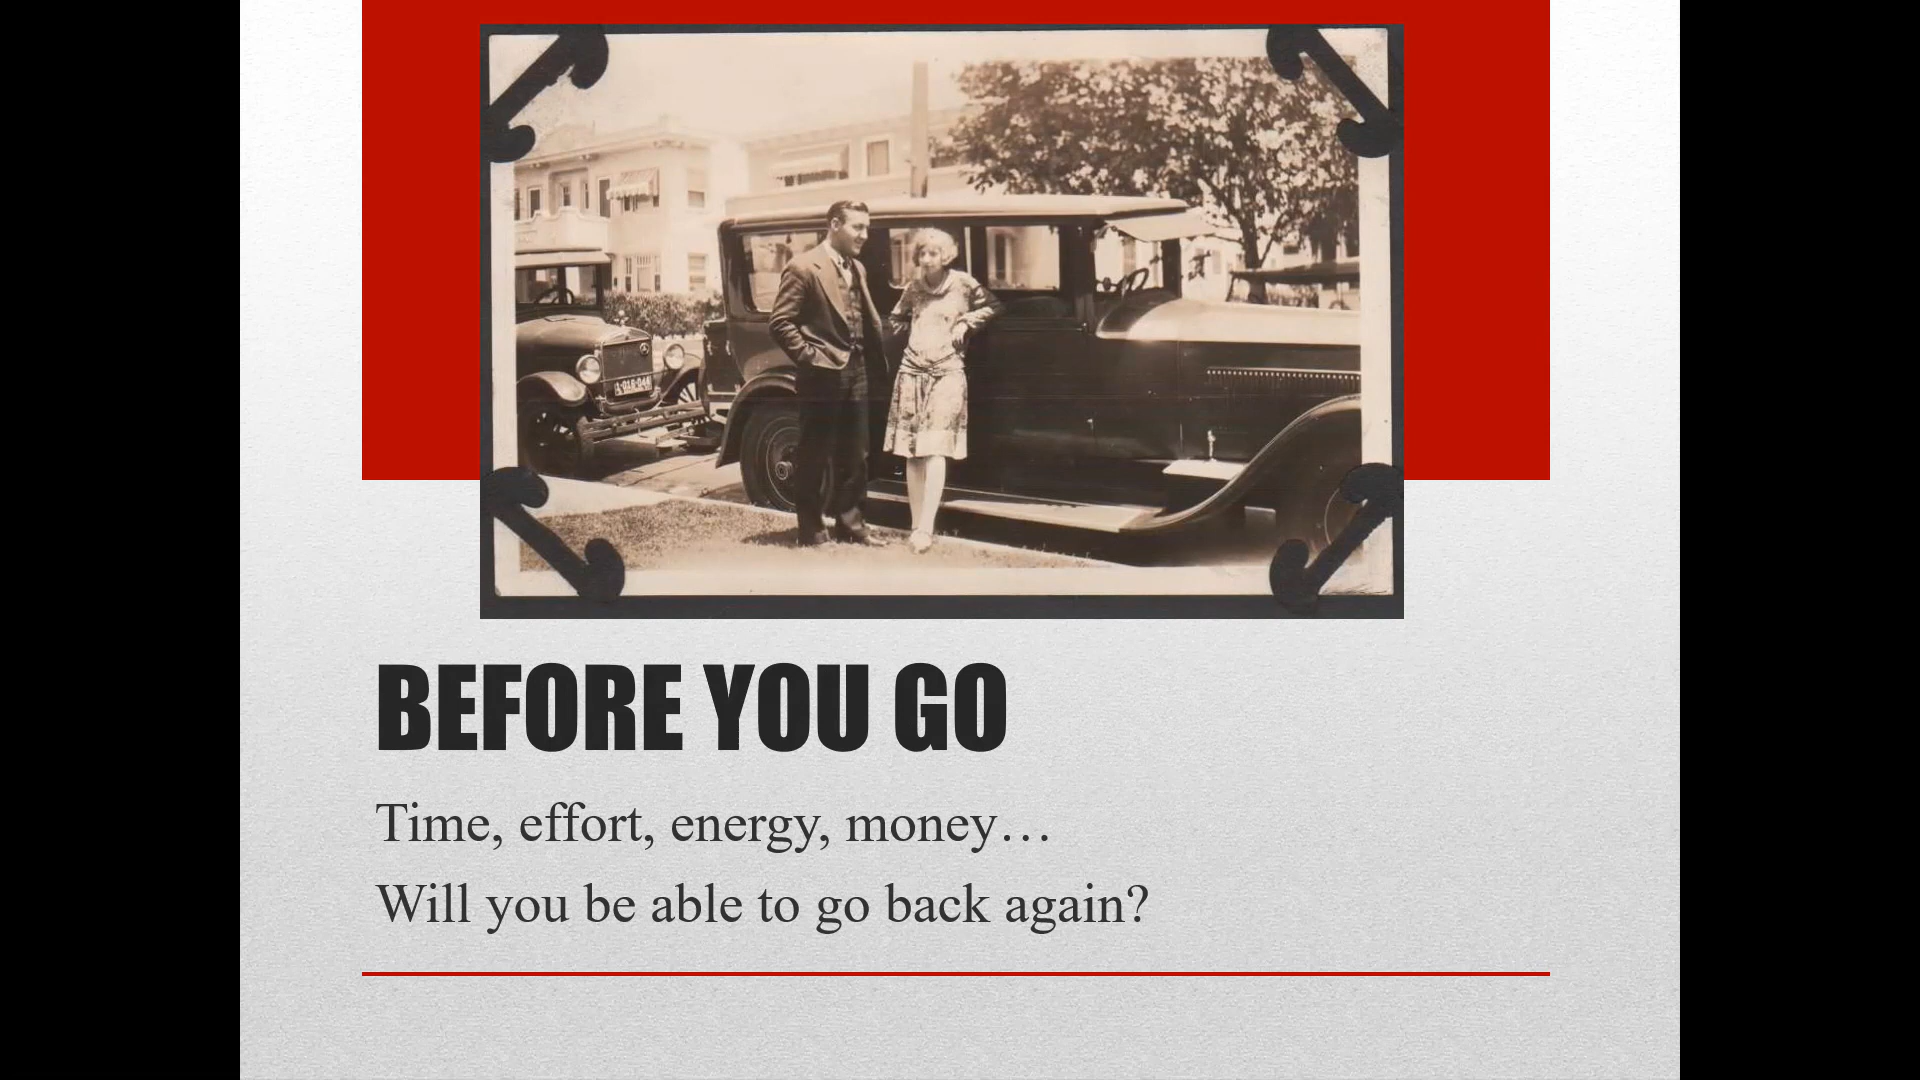 BEFORE YOU GO
Time, effort, energy, money…
Will you be able to go back again?